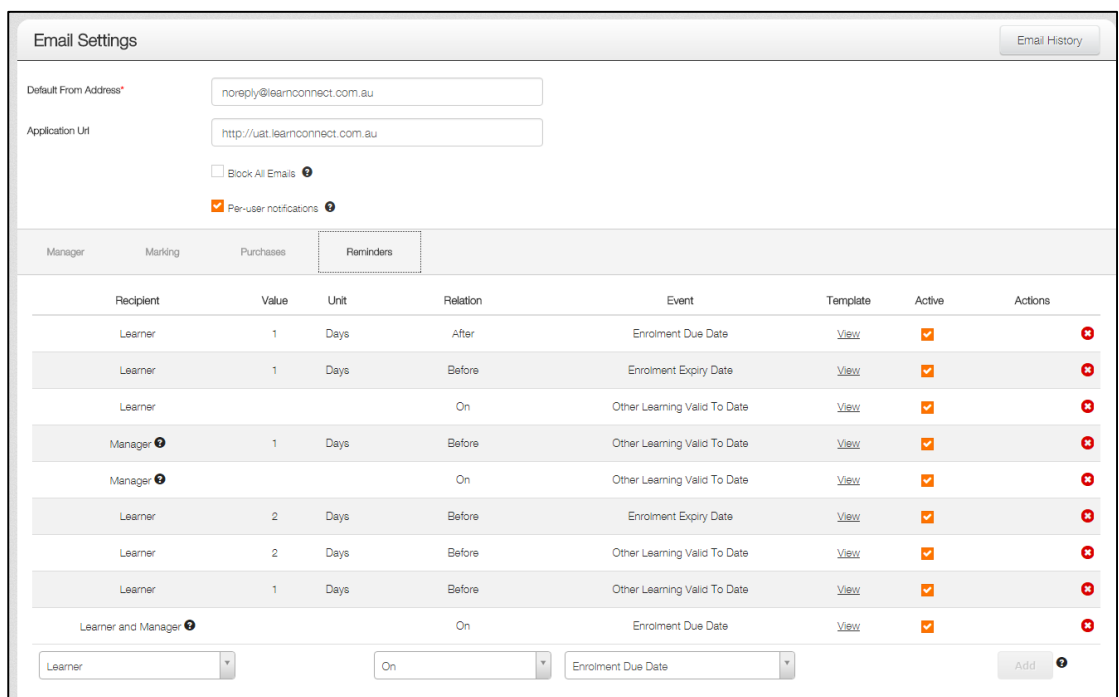 Email Settings
Email History
Default From Address*
noreply@learnconnect.com.au
Application Url
http://uat.learnconnect.com.au
Block All Emails ?
Per-user notifications ?
Manager Marking Purchases Reminders
Recipient Value Unit Relation Event Template Active Actions
Learner 1 Days After Enrolment Due Date View
Learner 1 Days Before Enrolment Expiry Date View
Learner On Other Learning Valid To Date View
Manager ? 1 Days Before Other Learning Valid To Date View
Manager ? On Other Learning Valid To Date View
Learner 2 Days Before Enrolment Expiry Date View
Learner 2 Days Before Other Learning Valid To Date View
Learner 1 Days Before Other Learning Valid To Date View
Learner and Manager ? On Enrolment Due Date View
Learner On Enrolment Due Date Add ?